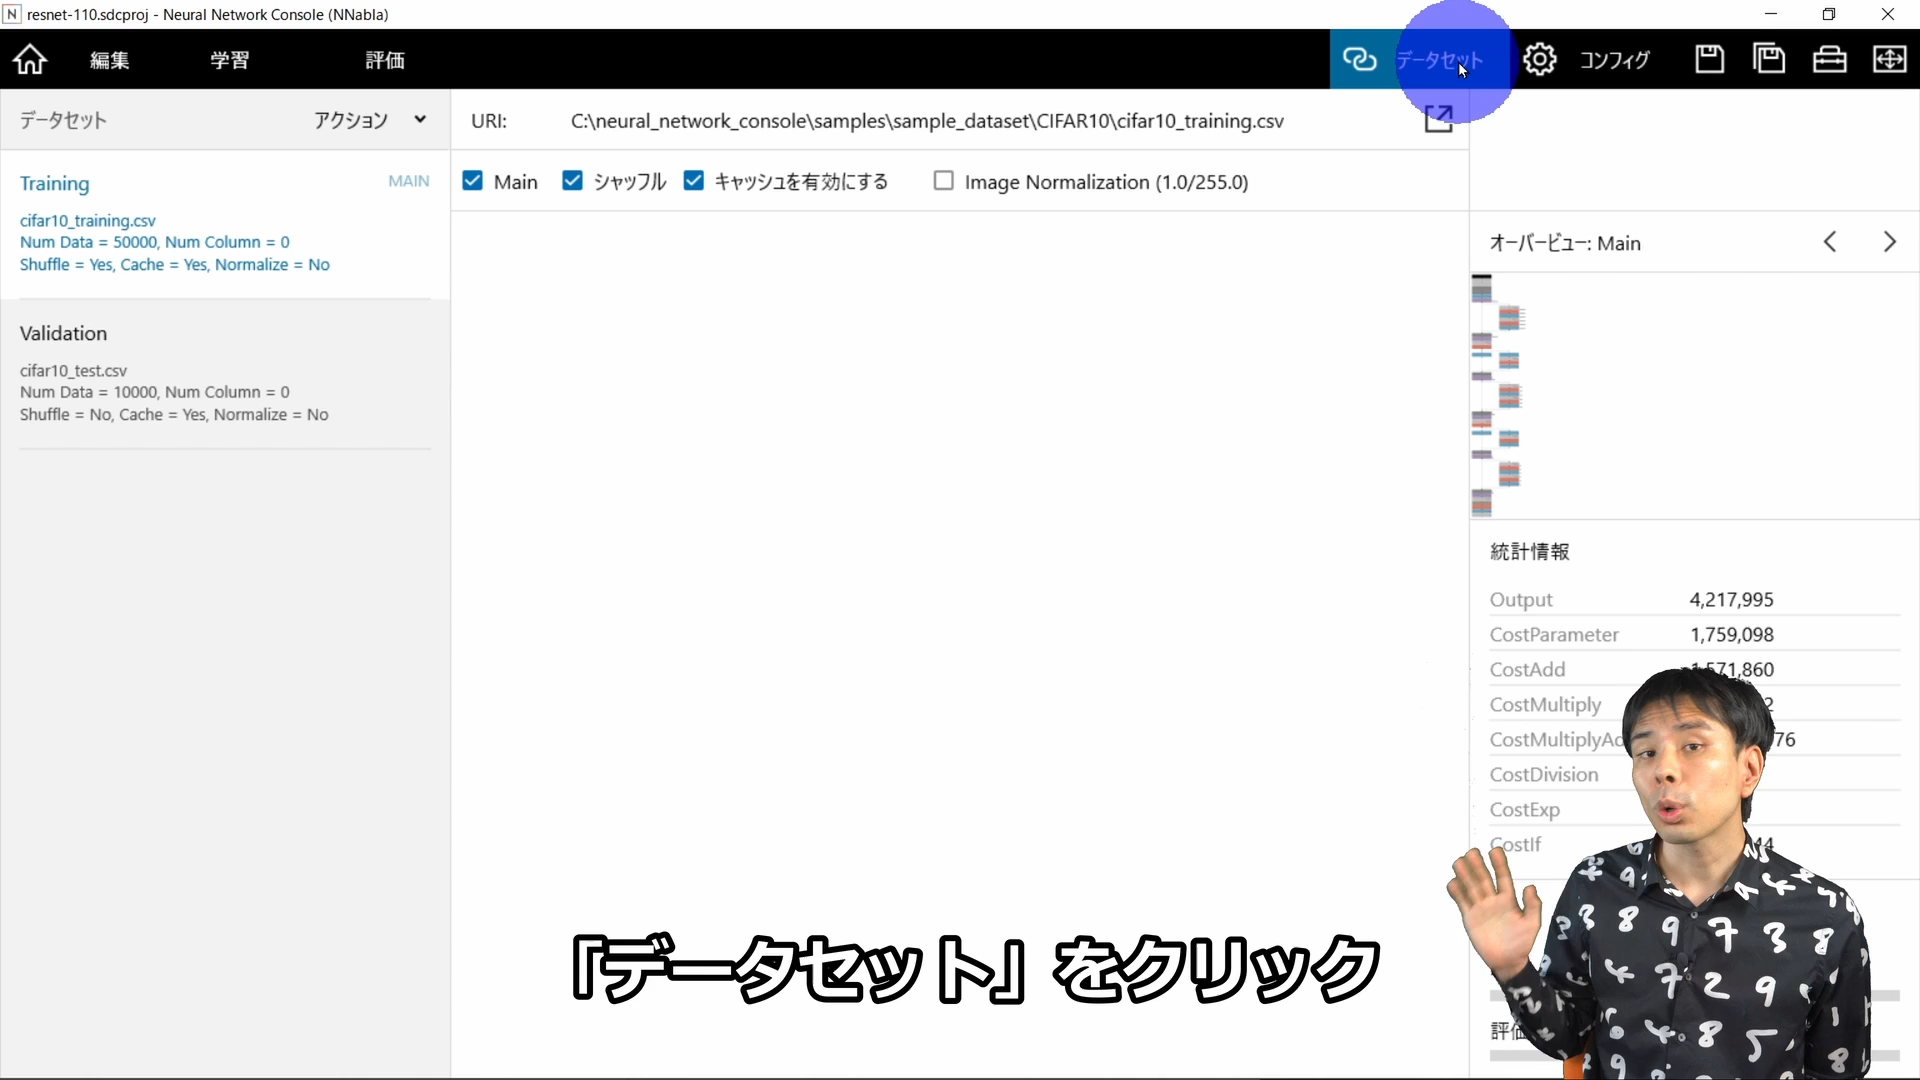 resnet-110.sdcproj - Neural Network Console (NNabla)
編集 学習 評価 データセット コンフィグ
データセット アクション
URI: C:\neural_network_console\samples\sample_dataset\CIFAR10\cifar10_training.csv
Training MAIN
cifar10_training.csv
Num Data = 50000, Num Column = 0
Shuffle = Yes, Cache = Yes, Normalize = No
Validation
cifar10_test.csv
Num Data = 10000, Num Column = 0
Shuffle = No, Cache = Yes, Normalize = No
Main シャッフル キャッシュを有効にする Image Normalization (1.0/255.0)
オーバービュー: Main
統計情報
Output 4,217,995
CostParameter 1,759,098
CostAdd 1,571,860
CostMultiply
CostDivision
CostExp
CostIf
「データセット」をクリック